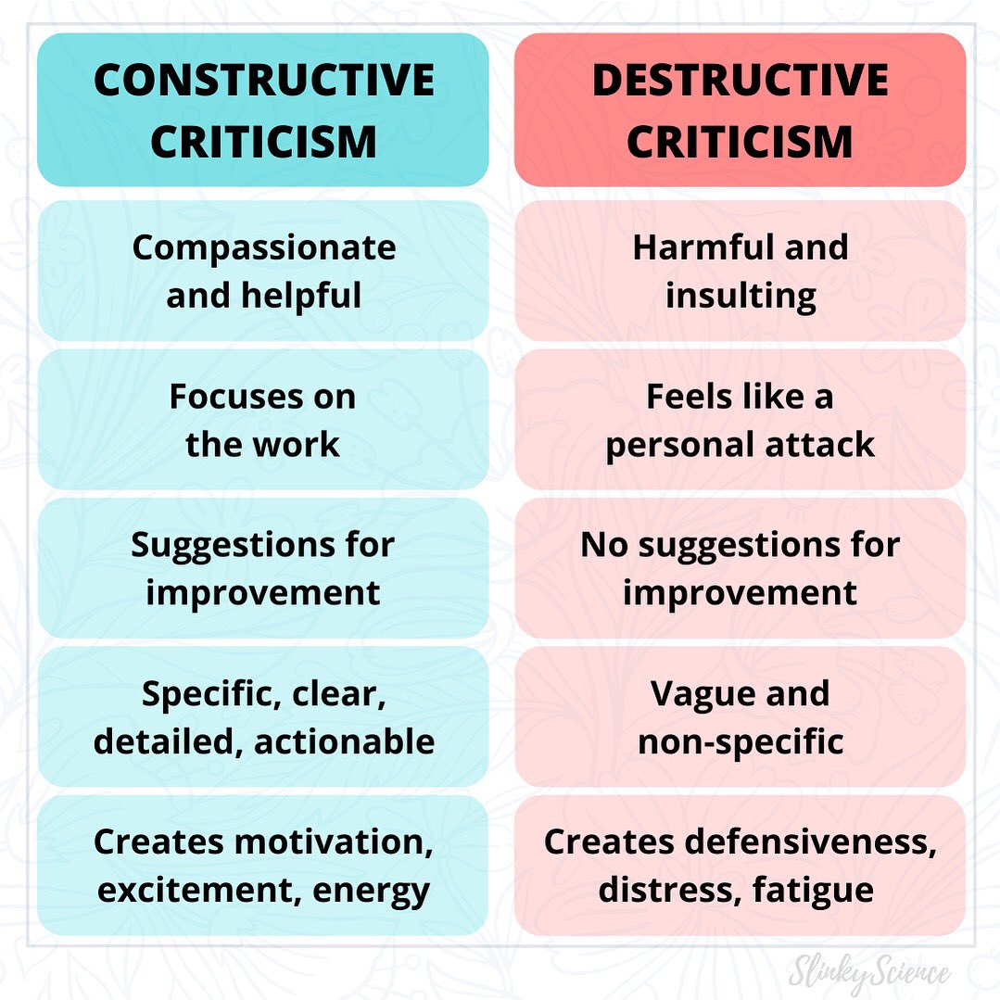 CONSTRUCTIVE
CRITICISM
DESTRUCTIVE
CRITICISM
Compassionate
and helpful
Harmful and
insulting
Focuses on
the work
Feels like a
personal attack
Suggestions for
improvement
No suggestions for
improvement
Specific, clear,
detailed, actionable
Vague and
non-specific
Creates motivation,
excitement, energy
Creates defensiveness,
distress, fatigue
SlinkyScience